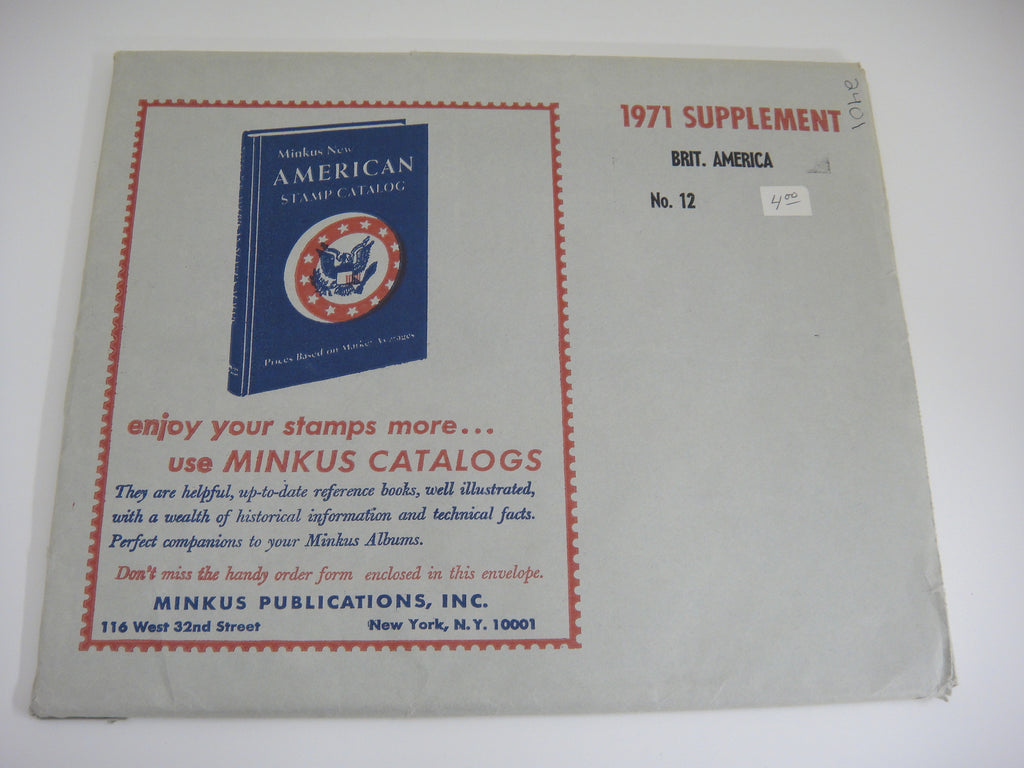 1971 SUPPLEMENT
BRIT. AMERICA
No. 12
4.00
2401
Minkus New
AMERICAN
STAMP CATALOG
Prices Based on Market Averages
enjoy your stamps more...
use MINKUS CATALOGS
They are helpful, up-to-date reference books, well illustrated,
with a wealth of historical information and technical facts.
Perfect companions to your Minkus Albums.
Don't miss the handy order form enclosed in this envelope.
MINKUS PUBLICATIONS, INC.
116 West 32nd Street New York, N.Y. 10001